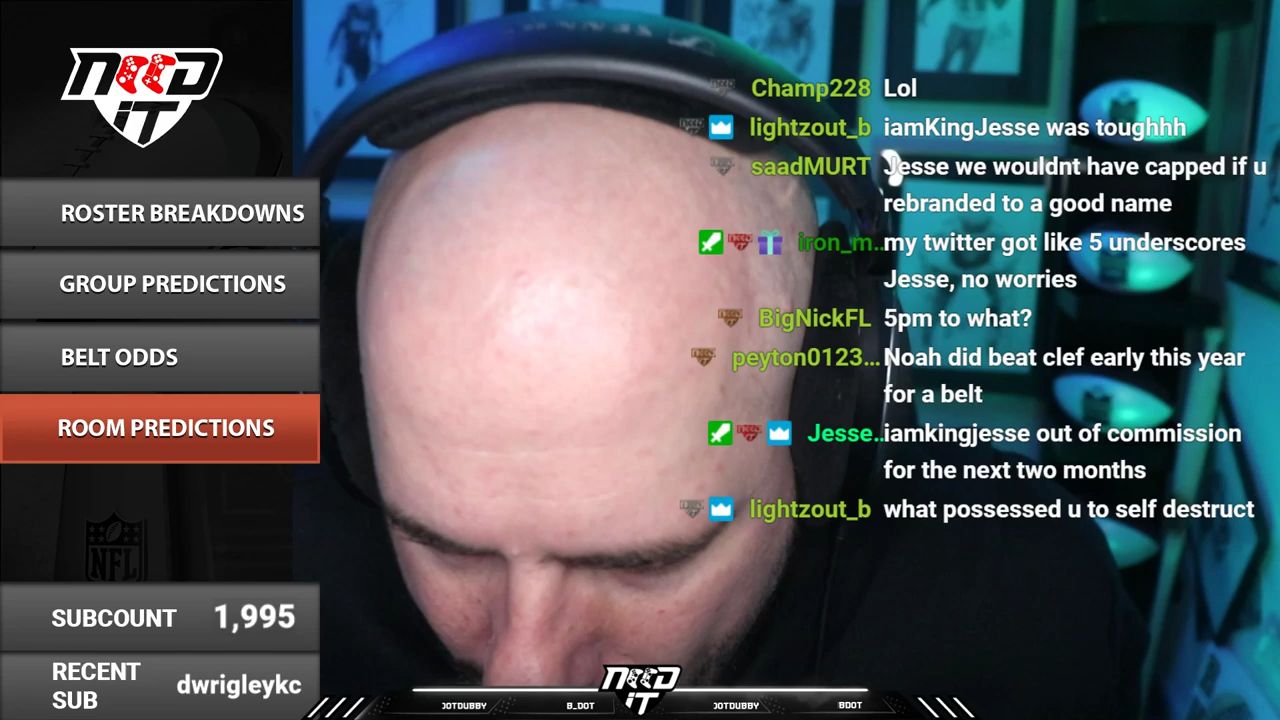 NEED
iT
ROSTER BREAKDOWNS
GROUP PREDICTIONS
BELT ODDS
ROOM PREDICTIONS
NFL
SUBCOUNT 1,995
RECENT
SUB
dwrigleykc
Champ228 Lol
lightzout_b iamKingJesse was toughhh
saadMURT Jesse we wouldnt have capped if u
rebranded to a good name
iron_m.. my twitter got like 5 underscores
Jesse, no worries
BigNickFL 5pm to what?
peyton0123... Noah did beat clef early this year
for a belt
Jesse.. iamkingjesse out of commission
for the next two months
lightzout_b what possessed u to self destruct
NEED
iT
JOTDUBBY B_DOT JOTDUBBY BDOT